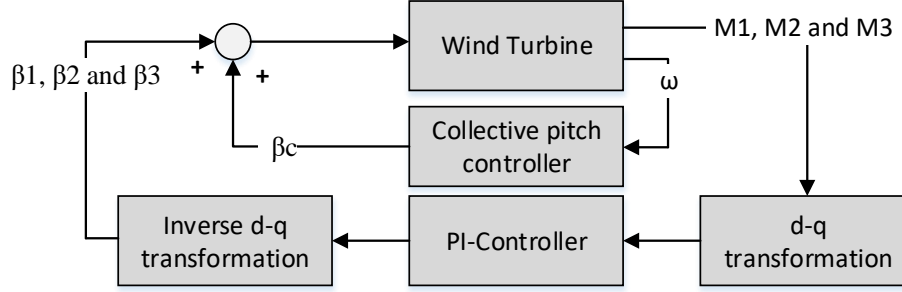 Wind Turbine
M1, M2 and M3
+
+
β1, β2 and β3
ω
Collective pitch
controller
βc
Inverse d-q
transformation
PI-Controller
d-q
transformation